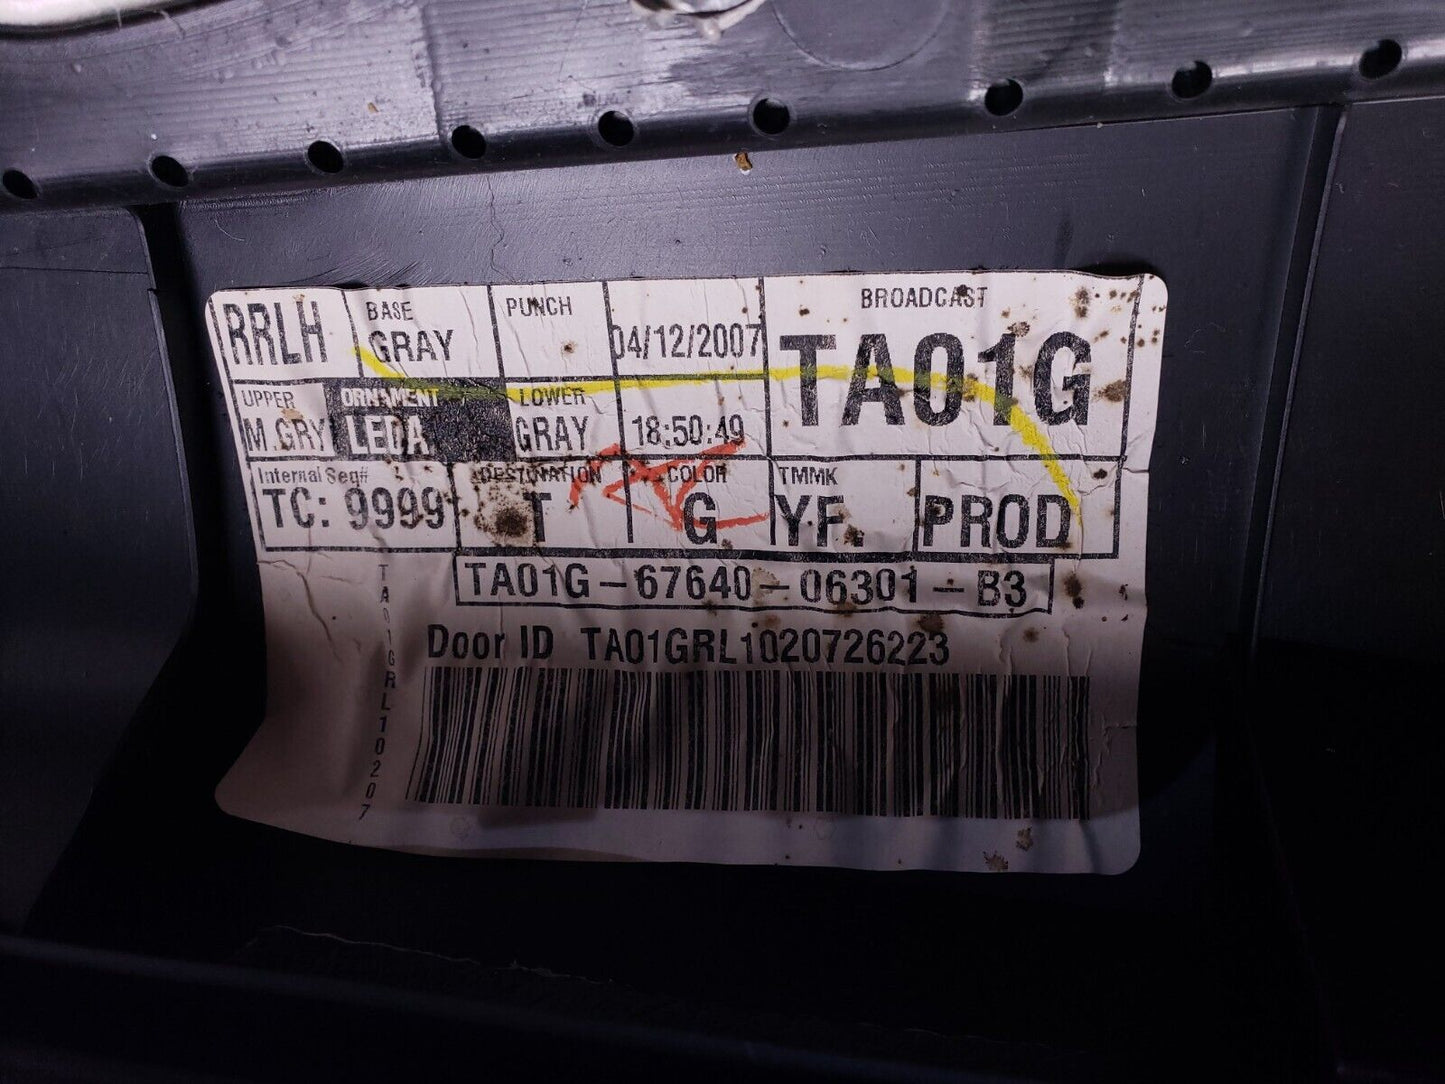 RRLH BASE GRAY PUNCH 04/12/2007 BROADCAST TA01G
UPPER M.GRY ORNAMENT LEDA LOWER GRAY 18:50:49
Internal Seq# TC: 9999 DESTINATION T COLOR G TMMK YF. PROD
TA01G-67640-06301-B3
Door ID TA01GRL1020726223
TA01GRL10207